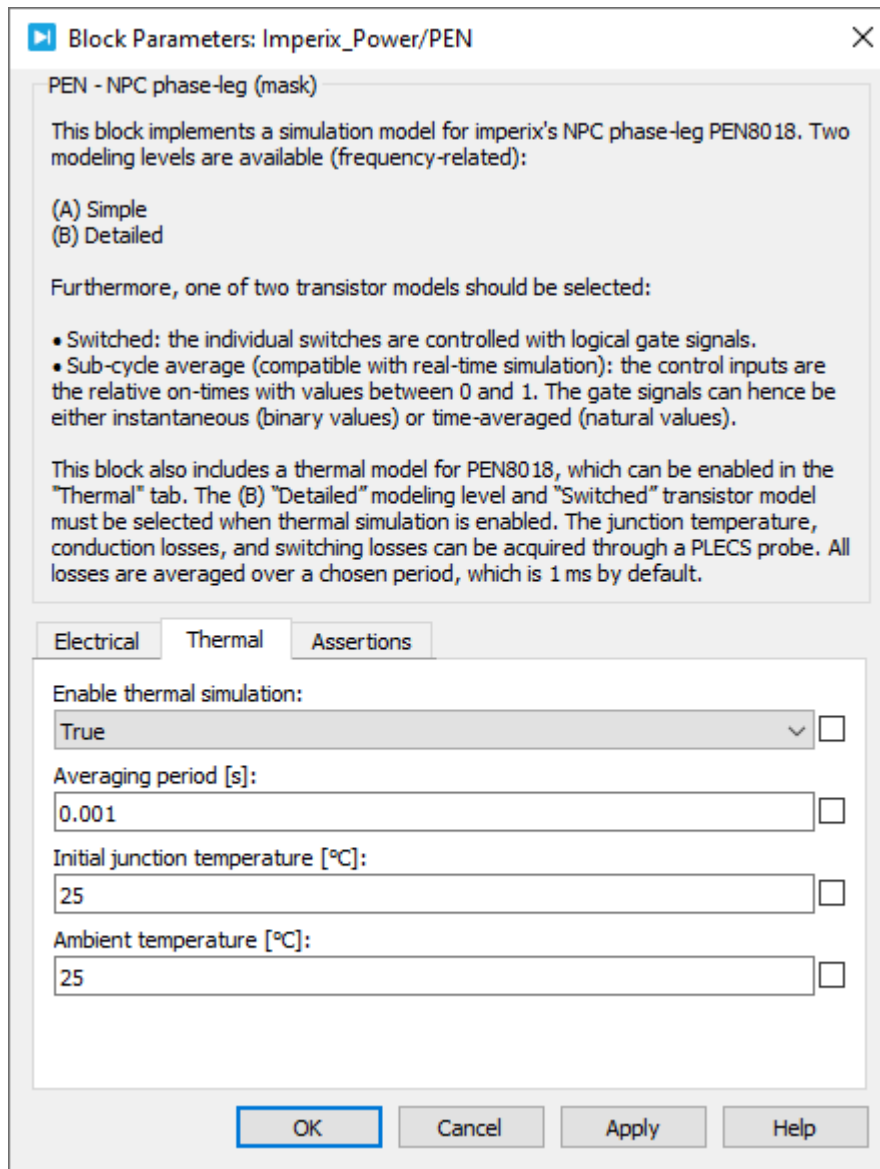 Block Parameters: Imperix_Power/PEN
PEN - NPC phase-leg (mask)
This block implements a simulation model for imperix's NPC phase-leg PEN8018. Two
modeling levels are available (frequency-related):
(A) Simple
(B) Detailed
Furthermore, one of two transistor models should be selected:
• Switched: the individual switches are controlled with logical gate signals.
• Sub-cycle average (compatible with real-time simulation): the control inputs are
the relative on-times with values between 0 and 1. The gate signals can hence be
either instantaneous (binary values) or time-averaged (natural values).
This block also includes a thermal model for PEN8018, which can be enabled in the
"Thermal" tab. The (B) “Detailed” modeling level and “Switched” transistor model
must be selected when thermal simulation is enabled. The junction temperature,
conduction losses, and switching losses can be acquired through a PLECS probe. All
losses are averaged over a chosen period, which is 1 ms by default.
Electrical Thermal Assertions
Enable thermal simulation:
True
Averaging period [s]:
0.001
Initial junction temperature [°C]:
25
Ambient temperature [°C]:
25
OK Cancel Apply Help